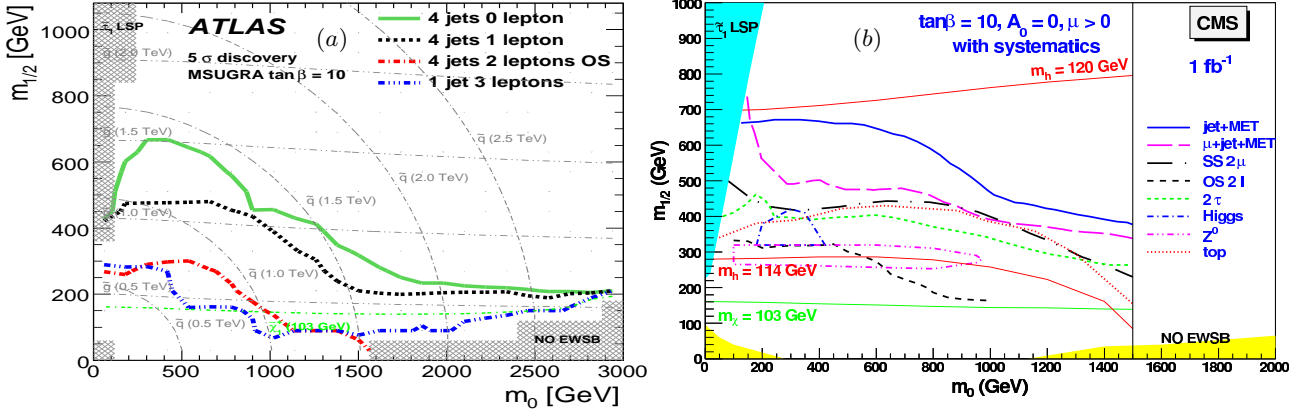 ATLAS
(a)
5 σ discovery
MSUGRA tan β = 10
4 jets 0 lepton
4 jets 1 lepton
4 jets 2 leptons OS
1 jet 3 leptons
LSP
g̃ (2.0 TeV)
g̃ (1.5 TeV)
g̃ (1.0 TeV)
g̃ (0.5 TeV)
q̃ (2.5 TeV)
q̃ (2.0 TeV)
q̃ (1.5 TeV)
q̃ (1.0 TeV)
q̃ (0.5 TeV)
(103 GeV)
NO EWSB
m1/2 [GeV]
1000
800
600
400
200
0
0 500 1000 1500 2000 2500 3000
m0 [GeV]
τ̃1 LSP
tanβ = 10, A0 = 0, μ > 0
with systematics
(b)
CMS
1 fb-1
mh = 120 GeV
mh = 114 GeV
mχ = 103 GeV
jet+MET
μ+jet+MET
SS 2μ
OS 2 l
2 τ
Higgs
Z0
top
NO EWSB
m1/2 (GeV)
1000
900
800
700
600
500
400
300
200
100
0
0 200 400 600 800 1000 1200 1400 1600 1800 2000
m0 (GeV)